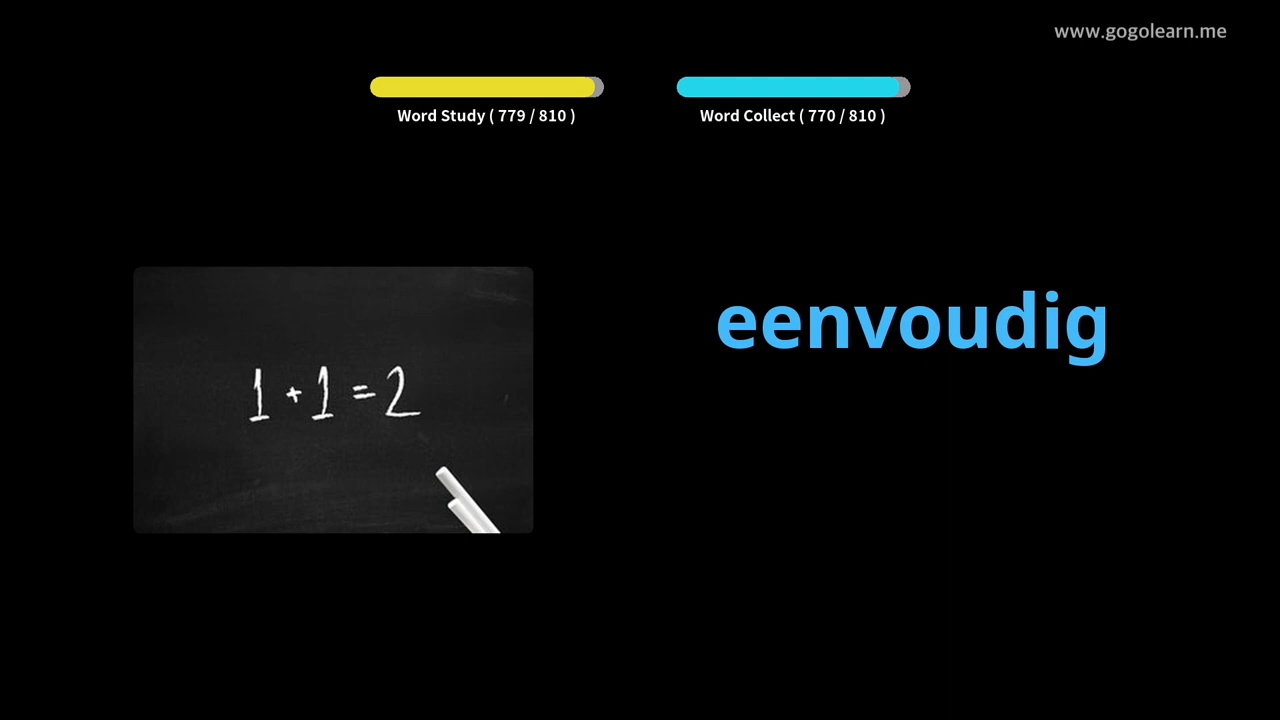 www.gogolearn.me
Word Study ( 779 / 810 )
Word Collect ( 770 / 810 )
eenvoudig
1 + 1 = 2